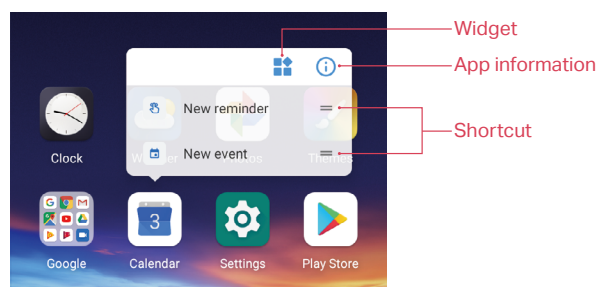 Widget
App information
New reminder
Shortcut
New event
Clock
Themes
3
Google
Calendar
Settings
Play Store